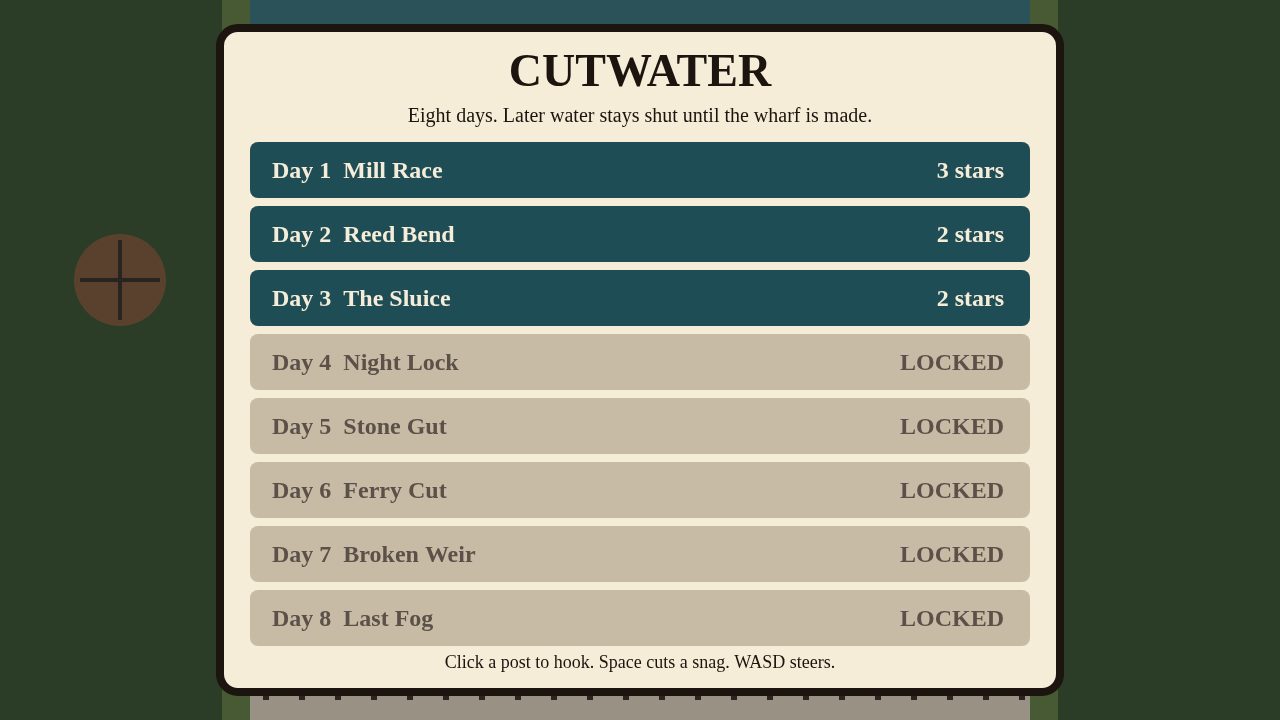 CUTWATER
Eight days. Later water stays shut until the wharf is made.
Day 1 Mill Race 3 stars
Day 2 Reed Bend 2 stars
Day 3 The Sluice 2 stars
Day 4 Night Lock LOCKED
Day 5 Stone Gut LOCKED
Day 6 Ferry Cut LOCKED
Day 7 Broken Weir LOCKED
Day 8 Last Fog LOCKED
Click a post to hook. Space cuts a snag. WASD steers.